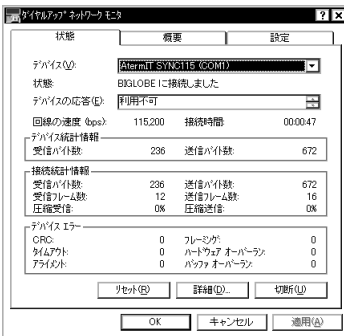 ダイヤルアップ ネットワーク モニタ
状態 概要 設定
デバイス(V): AtermIT SYNC115 (COM1)
状態: BIGLOBE に接続しました
デバイスの応答(E): 利用不可
回線の速度 (bps): 115,200 接続時間: 00:00:47
デバイス統計情報
受信バイト数: 236 送信バイト数: 672
接続統計情報
受信バイト数: 236 送信バイト数: 672
受信フレーム数: 12 送信フレーム数: 16
圧縮受信: 0% 圧縮送信: 0%
デバイス エラー
CRC: 0 フレーミング: 0
タイムアウト: 0 ハードウェア オーバーラン: 0
アライメント: 0 バッファ オーバーラン: 0
リセット(R) 詳細(D)... 切断(U)
OK キャンセル 適用(A)